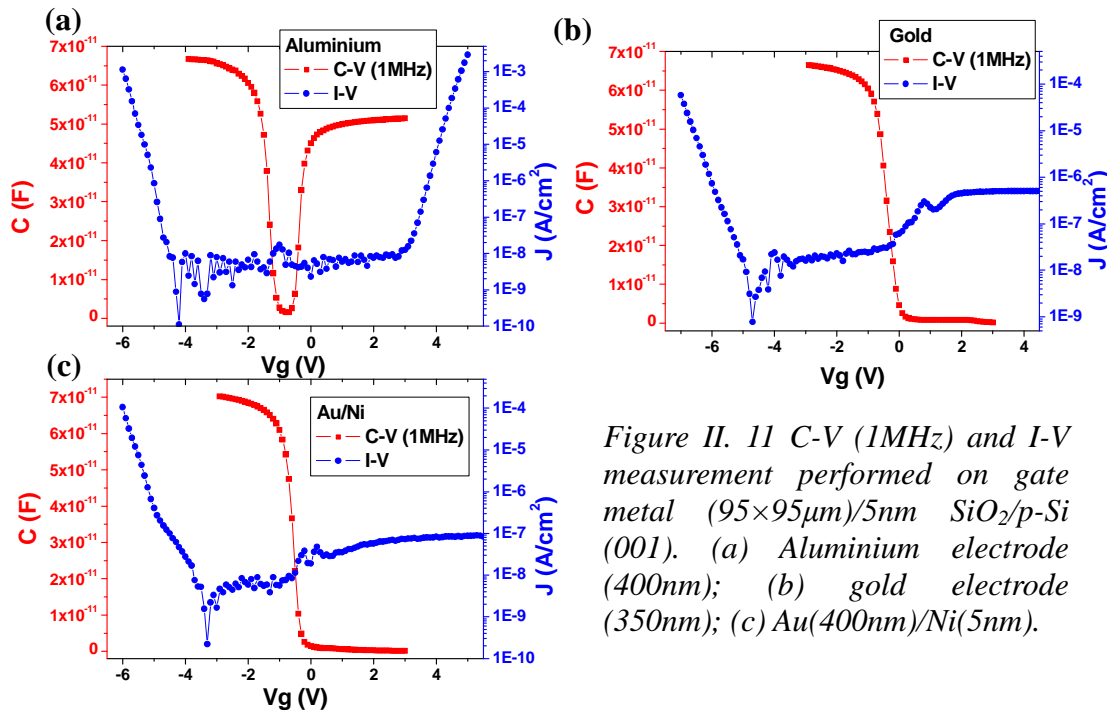 (a)
Aluminium
C-V (1MHz)
I-V
7x10⁻¹¹
6x10⁻¹¹
5x10⁻¹¹
4x10⁻¹¹
3x10⁻¹¹
2x10⁻¹¹
1x10⁻¹¹
0
C (F)
1E-3
1E-4
1E-5
1E-6
1E-7
1E-8
1E-9
1E-10
J (A/cm²)
-6 -4 -2 0 2 4
Vg (V)
(b)
Gold
C-V (1MHz)
I-V
7x10⁻¹¹
6x10⁻¹¹
5x10⁻¹¹
4x10⁻¹¹
3x10⁻¹¹
2x10⁻¹¹
1x10⁻¹¹
0
C (F)
1E-3
1E-4
1E-5
1E-6
1E-7
1E-8
1E-9
J (A/cm²)
-6 -4 -2 0 2 4
Vg (V)
(c)
Au/Ni
C-V (1MHz)
I-V
7x10⁻¹¹
6x10⁻¹¹
5x10⁻¹¹
4x10⁻¹¹
3x10⁻¹¹
2x10⁻¹¹
1x10⁻¹¹
0
C (F)
1E-4
1E-5
1E-6
1E-7
1E-8
1E-9
1E-10
J (A/cm²)
-6 -4 -2 0 2 4
Vg (V)
Figure II. 11 C-V (1MHz) and I-V
measurement performed on gate
metal (95×95μm)/5nm SiO₂/p-Si
(001). (a) Aluminium electrode
(400nm); (b) gold electrode
(350nm); (c) Au(400nm)/Ni(5nm).